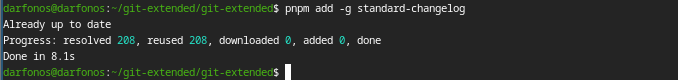 darfonos@darfonos:~/git-extended/git-extended$ pnpm add -g standard-changelog
Already up to date
Progress: resolved 208, reused 208, downloaded 0, added 0, done
Done in 8.1s
darfonos@darfonos:~/git-extended/git-extended$